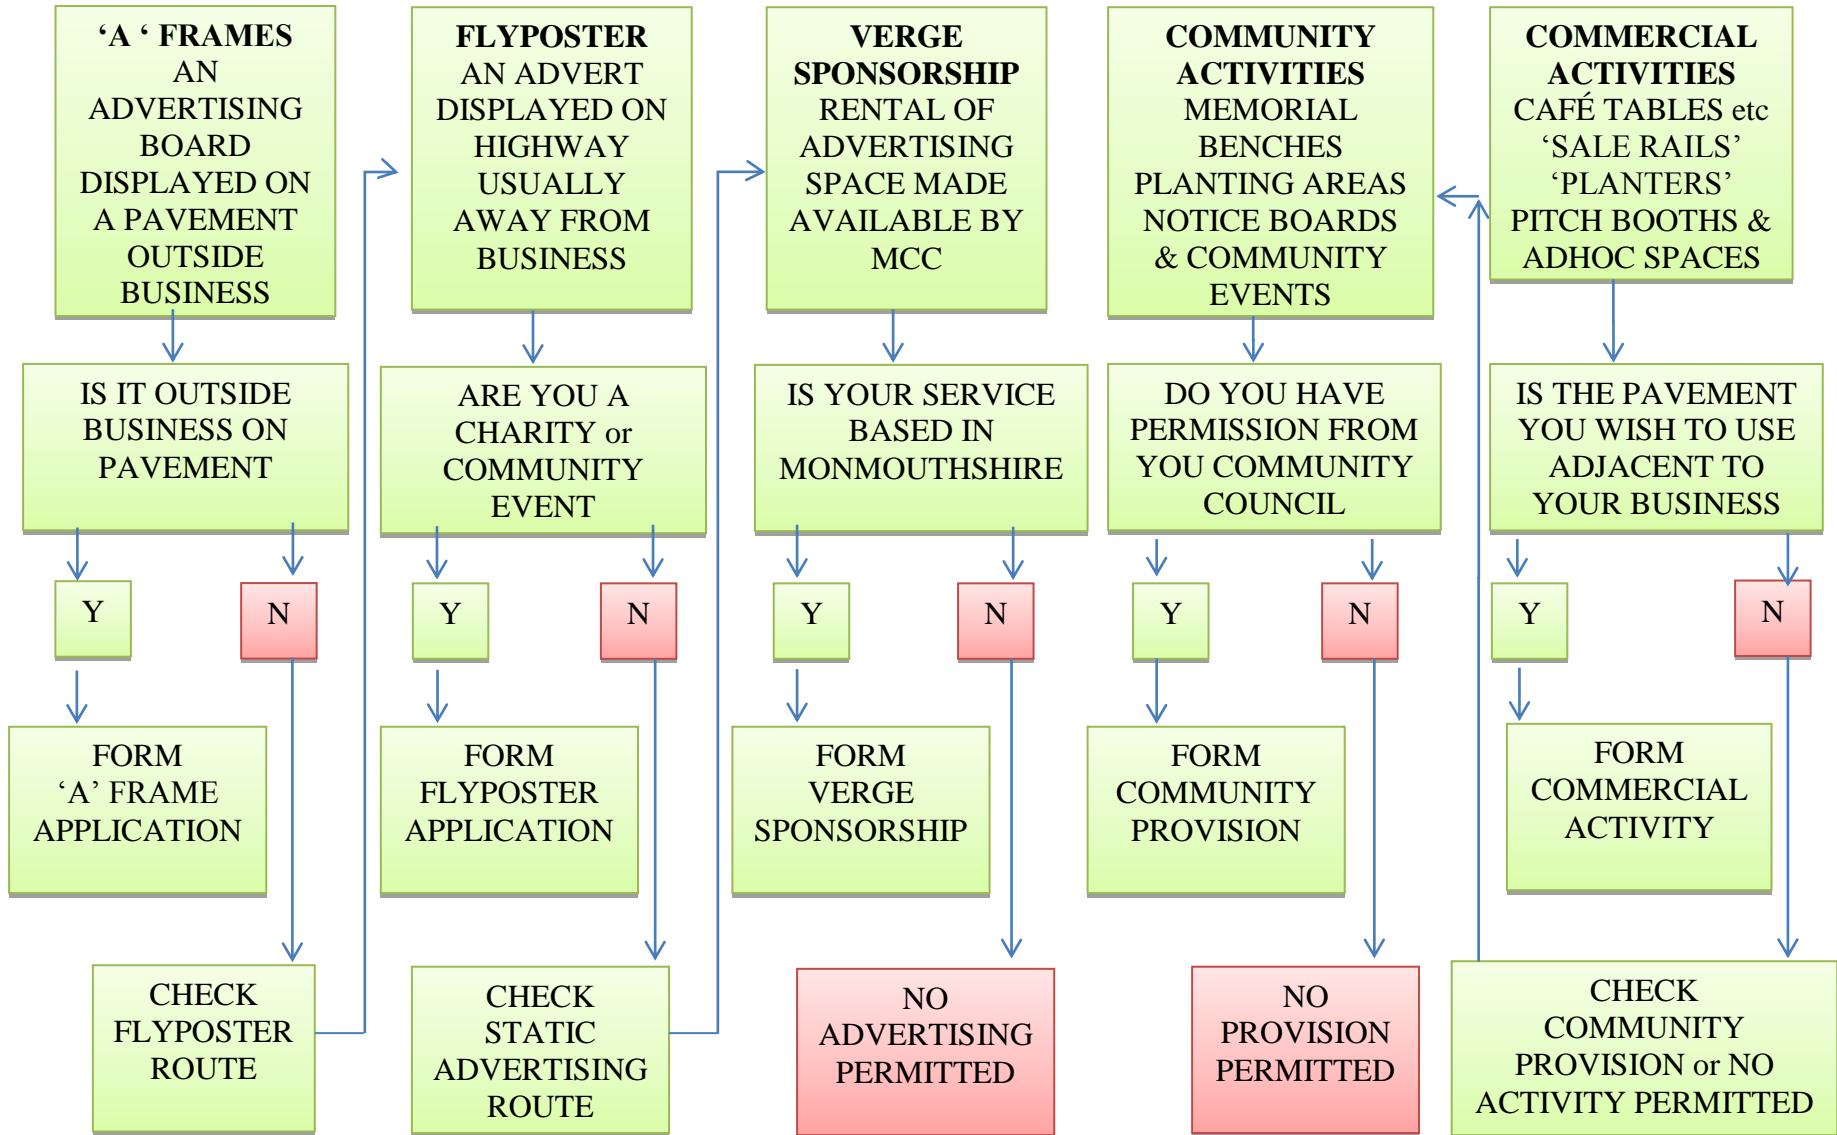 ‘A ‘ FRAMES
AN
ADVERTISING
BOARD
DISPLAYED ON
A PAVEMENT
OUTSIDE
BUSINESS
FLYPOSTER
AN ADVERT
DISPLAYED ON
HIGHWAY
USUALLY
AWAY FROM
BUSINESS
VERGE
SPONSORSHIP
RENTAL OF
ADVERTISING
SPACE MADE
AVAILABLE BY
MCC
COMMUNITY
ACTIVITIES
MEMORIAL
BENCHES
PLANTING AREAS
NOTICE BOARDS
& COMMUNITY
EVENTS
COMMERCIAL
ACTIVITIES
CAFÉ TABLES etc
‘SALE RAILS’
‘PLANTERS’
PITCH BOOTHS &
ADHOC SPACES
IS IT OUTSIDE
BUSINESS ON
PAVEMENT
ARE YOU A
CHARITY or
COMMUNITY
EVENT
IS YOUR SERVICE
BASED IN
MONMOUTHSHIRE
DO YOU HAVE
PERMISSION FROM
YOU COMMUNITY
COUNCIL
IS THE PAVEMENT
YOU WISH TO USE
ADJACENT TO
YOUR BUSINESS
Y
N
Y
N
Y
N
Y
N
Y
N
FORM
‘A’ FRAME
APPLICATION
FORM
FLYPOSTER
APPLICATION
FORM
VERGE
SPONSORSHIP
FORM
COMMUNITY
PROVISION
FORM
COMMERCIAL
ACTIVITY
CHECK
FLYPOSTER
ROUTE
CHECK
STATIC
ADVERTISING
ROUTE
NO
ADVERTISING
PERMITTED
NO
PROVISION
PERMITTED
CHECK
COMMUNITY
PROVISION or NO
ACTIVITY PERMITTED